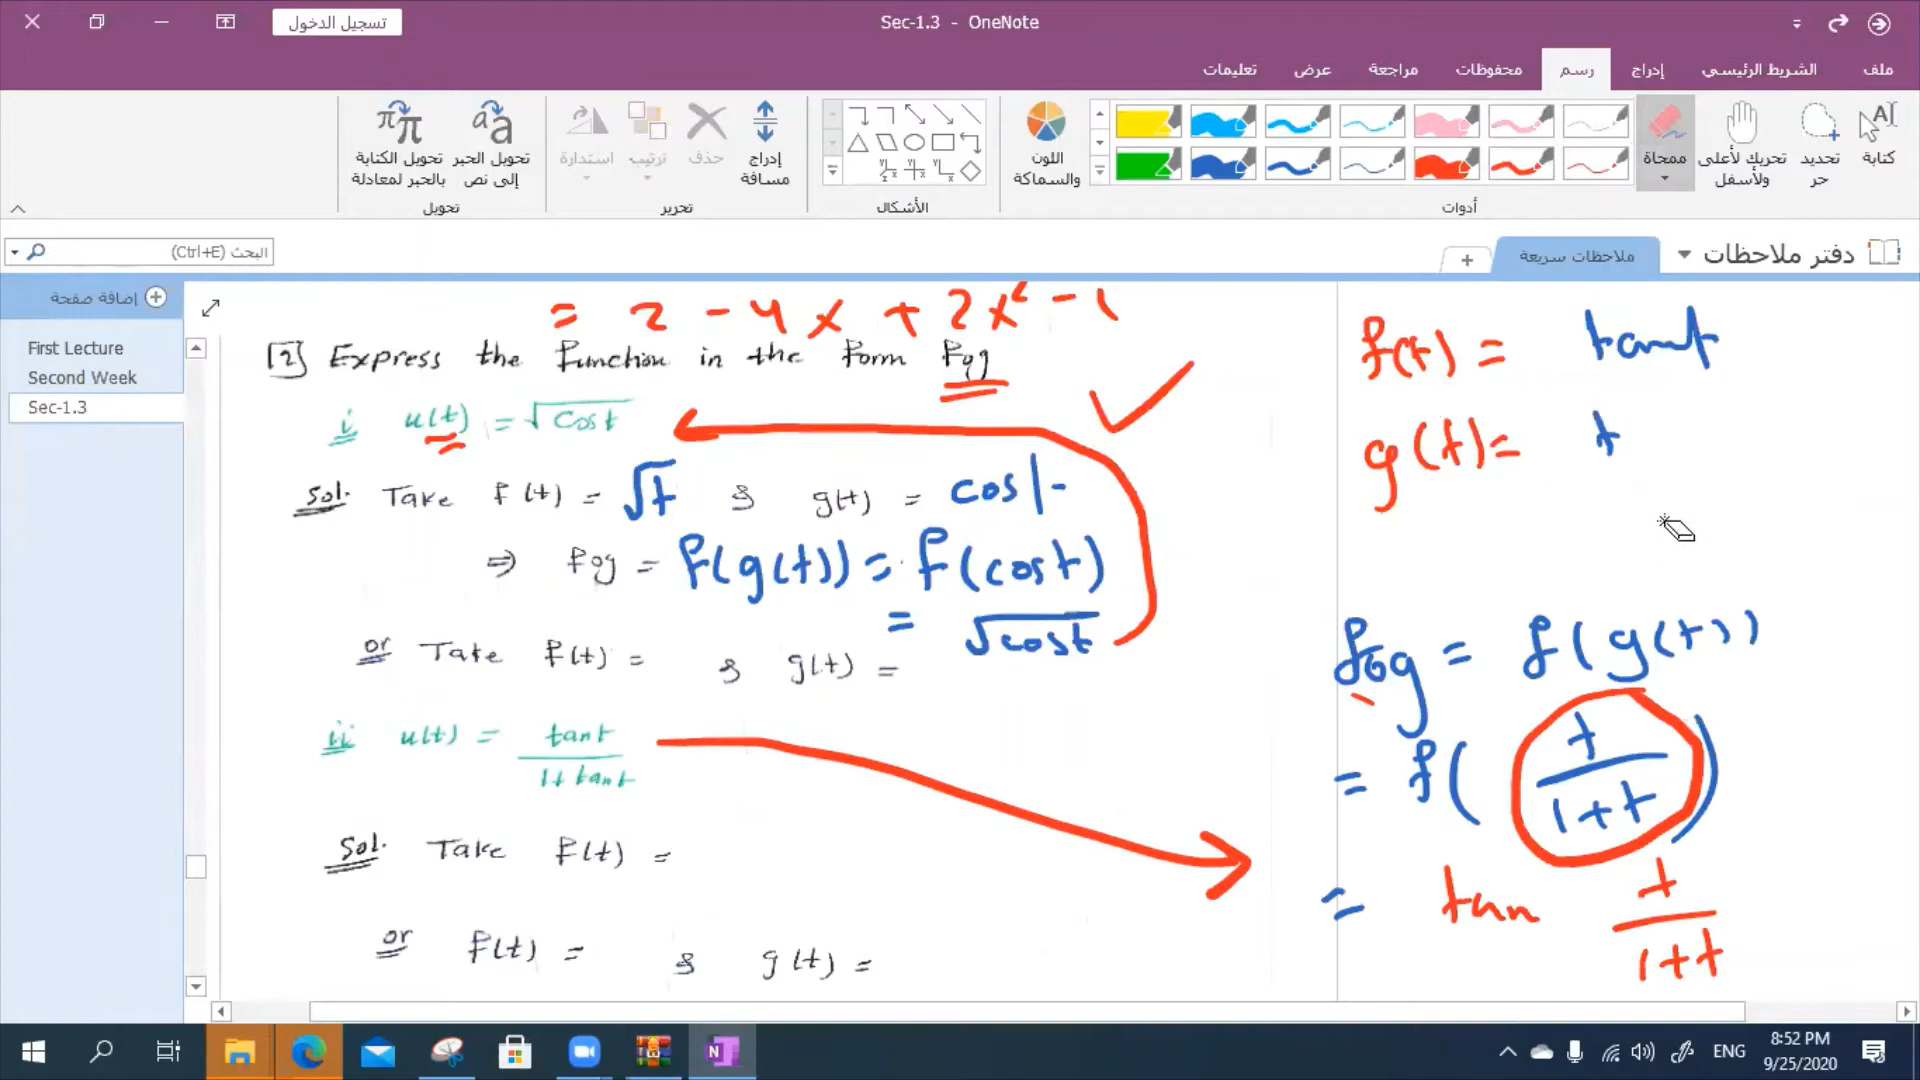 تسجيل الدخول
Sec-1.3 - OneNote
ملف
الشريط الرئيسي
إدراج
رسم
محفوظات
مراجعة
عرض
تعليمات
كتابة
تحديد حر
تحريك لأعلى ولأسفل
ممحاة
أدوات
اللون والسماكة
الأشكال
إدراج مسافة
حذف
ترتيب
استدارة
تحرير
تحويل الحبر إلى نص
تحويل الكتابة بالحبر لمعادلة
تحويل
دفتر ملاحظات
ملاحظات سريعة
البحث (Ctrl+E)
إضافة صفحة
First Lecture
Second Week
Sec-1.3
= 2 - 4x + 2x² - 1
[2] Express the Function in the Form Fog
i u(t) = √cost
Sol. Take F(t) = √t & g(t) = cos
⇒ Fog = f(g(t)) = f(cost)
= √cost
or Take F(t) = & g(t) =
ii u(t) = tant / 1+tant
Sol. Take F(t) =
or F(t) = & g(t) =
f(t) = tant
g(t) = t
fog = f(g(t))
= f( t / 1+t )
= tan t / 1+t
ENG
8:52 PM
9/25/2020